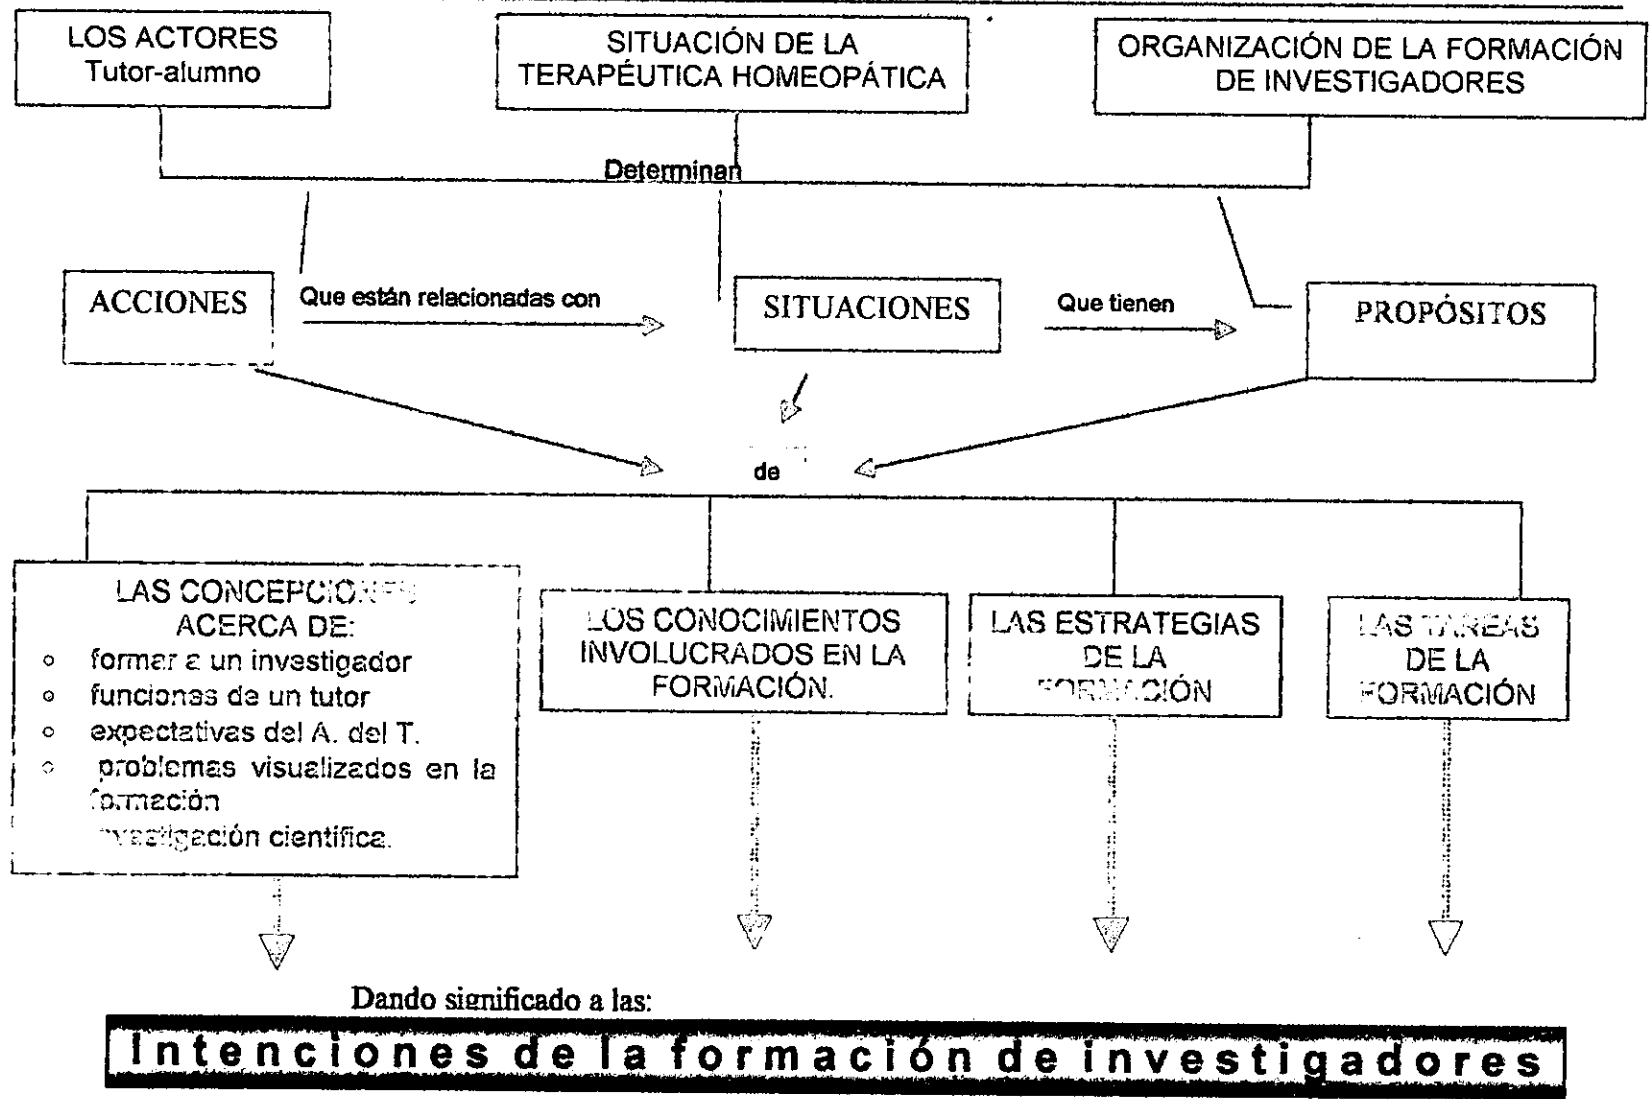 LOS ACTORES
Tutor-alumno
SITUACIÓN DE LA
TERAPÉUTICA HOMEOPÁTICA
ORGANIZACIÓN DE LA FORMACIÓN
DE INVESTIGADORES
Determinan
ACCIONES
Que están relacionadas con
SITUACIONES
Que tienen
PROPÓSITOS
de
LAS CONCEPCIONES
ACERCA DE:
formar a un investigador
funciones de un tutor
expectativas del A. del T.
problemas visualizados en la
formación
investigación científica.
LOS CONOCIMIENTOS
INVOLUCRADOS EN LA
FORMACIÓN.
LAS ESTRATEGIAS
DE LA
FORMACIÓN
LAS TAREAS
DE LA
FORMACIÓN
Dando significado a las:
Intenciones de la formación de investigadores